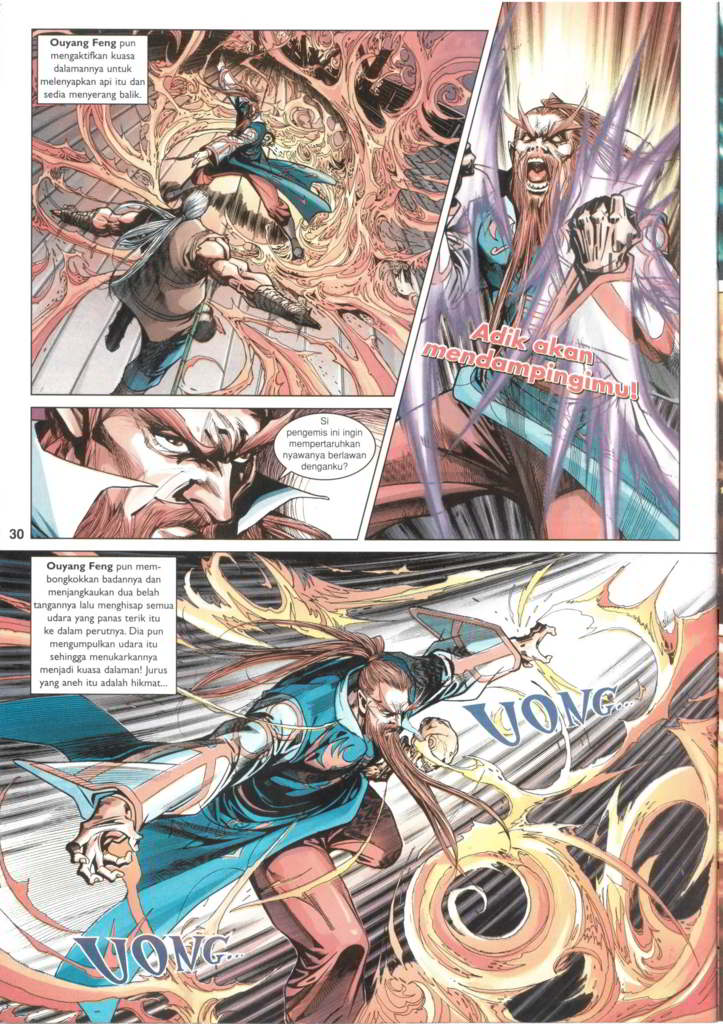 Ouyang Feng pun
mengaktifkan kuasa
dalamannya untuk
melenyapkan api itu dan
sedia menyerang balik.
Adik akan
mendampingimu!
Si
pengemis ini ingin
mempertaruhkan
nyawanya berlawan
denganku?
30
Ouyang Feng pun mem-
bongkokkan badannya dan
menjangkaukan dua belah
tangannya lalu menghisap semua
udara yang panas terik itu
ke dalam perutnya. Dia pun
mengumpulkan udara itu
sehingga menukarkannya
menjadi kuasa dalaman! Jurus
yang aneh itu adalah hikmat...
UONG...
UONG...